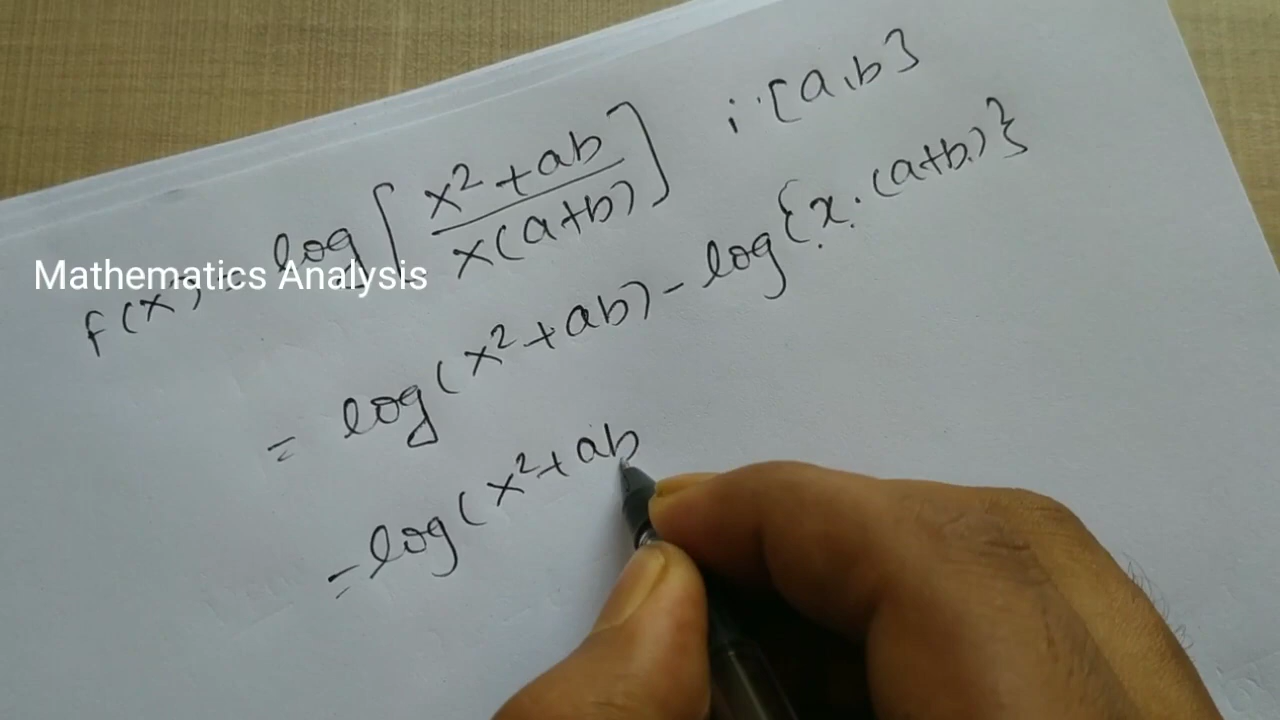 f(x) = log[(x²+ab)/(x(a+b))] ; [a,b]
Mathematics Analysis
= log(x²+ab) - log{x.(a+b)}
= log(x²+ab